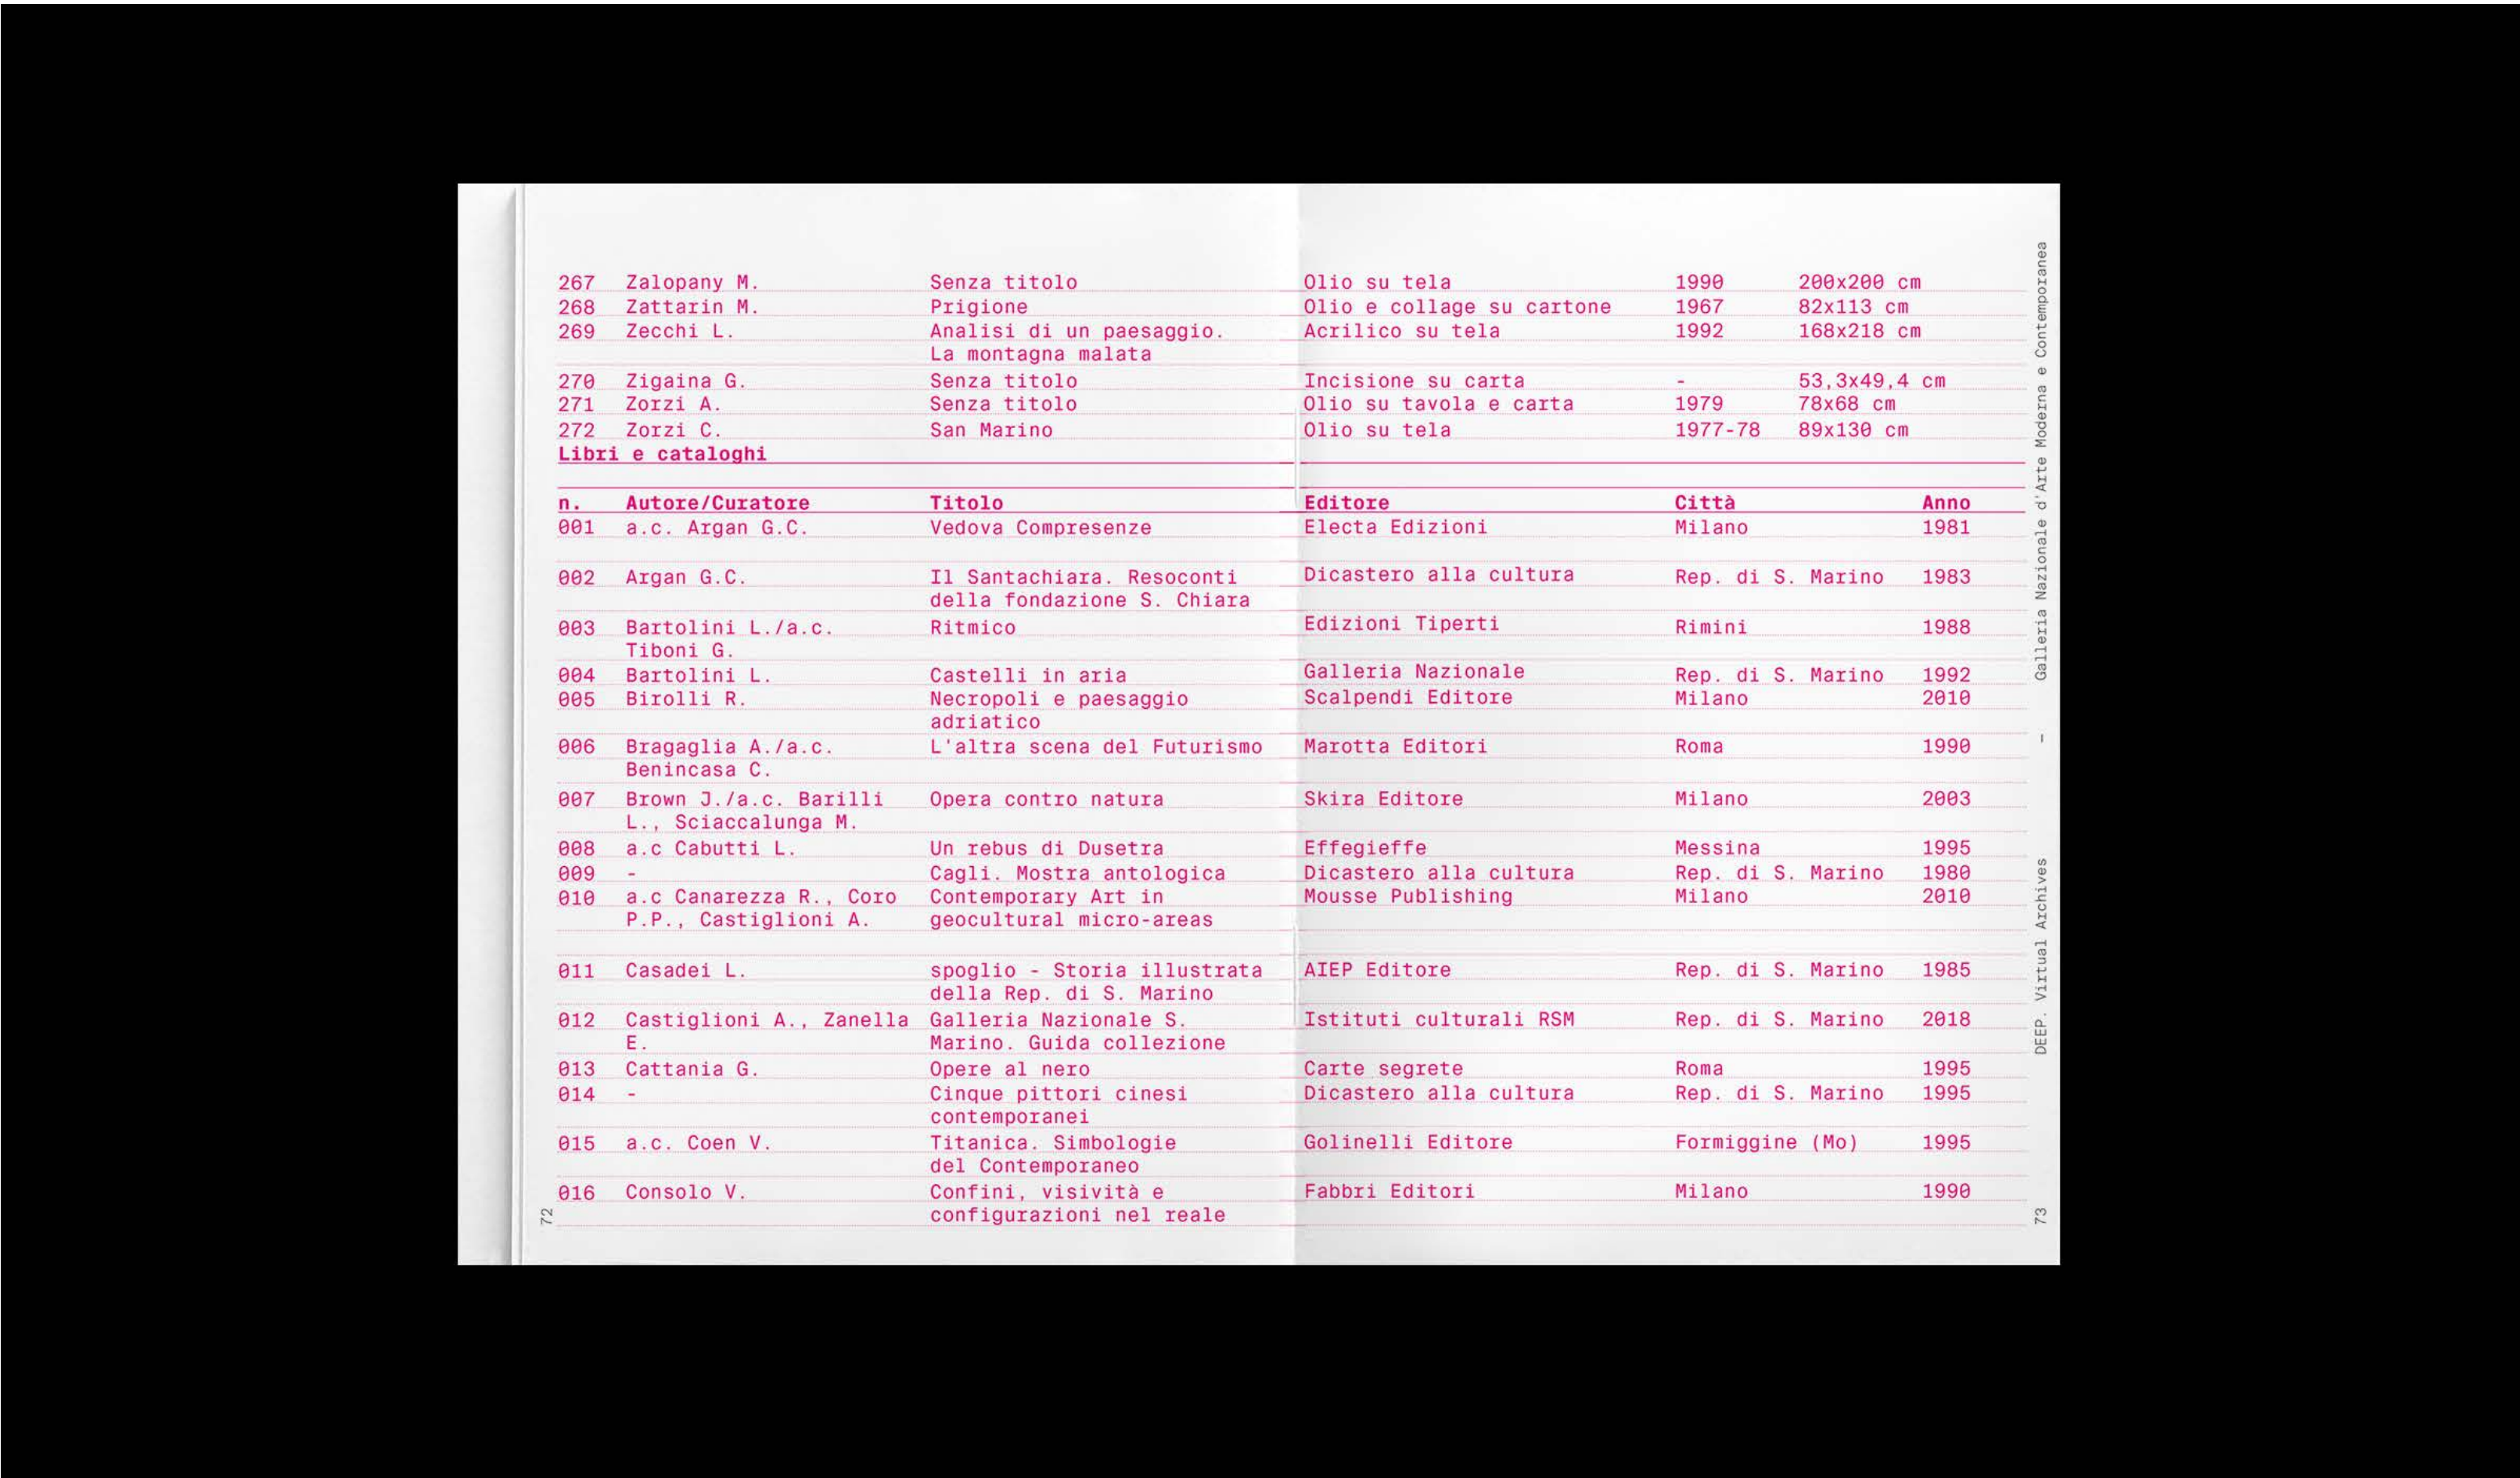 267 Zalopany M. Senza titolo Olio su tela 1990 200x200 cm
268 Zattarin M. Prigione Olio e collage su cartone 1967 82x113 cm
269 Zecchi L. Analisi di un paesaggio. Acrilico su tela 1992 168x218 cm
La montagna malata
270 Zigaina G. Senza titolo Incisione su carta - 53,3x49,4 cm
271 Zorzi A. Senza titolo Olio su tavola e carta 1979 78x68 cm
272 Zorzi C. San Marino Olio su tela 1977-78 89x130 cm
Libri e cataloghi
n. Autore/Curatore Titolo Editore Città Anno
001 a.c. Argan G.C. Vedova Compresenze Electa Edizioni Milano 1981
002 Argan G.C. Il Santachiara. Resoconti Dicastero alla cultura Rep. di S. Marino 1983
della fondazione S. Chiara
003 Bartolini L./a.c. Ritmico Edizioni Tiperti Rimini 1988
Tiboni G.
004 Bartolini L. Castelli in aria Galleria Nazionale Rep. di S. Marino 1992
005 Birolli R. Necropoli e paesaggio Scalpendi Editore Milano 2010
adriatico
006 Bragaglia A./a.c. L'altra scena del Futurismo Marotta Editori Roma 1990
Benincasa C.
007 Brown J./a.c. Barilli Opera contro natura Skira Editore Milano 2003
L., Sciaccalunga M.
008 a.c Cabutti L. Un rebus di Dusetra Effegieffe Messina 1995
009 - Cagli. Mostra antologica Dicastero alla cultura Rep. di S. Marino 1980
010 a.c Canarezza R., Coro Contemporary Art in Mousse Publishing Milano 2010
P.P., Castiglioni A. geocultural micro-areas
011 Casadei L. spoglio - Storia illustrata AIEP Editore Rep. di S. Marino 1985
della Rep. di S. Marino
012 Castiglioni A., Zanella Galleria Nazionale S. Istituti culturali RSM Rep. di S. Marino 2018
E. Marino. Guida collezione
013 Cattania G. Opere al nero Carte segrete Roma 1995
014 - Cinque pittori cinesi Dicastero alla cultura Rep. di S. Marino 1995
contemporanei
015 a.c. Coen V. Titanica. Simbologie Golinelli Editore Formiggine (Mo) 1995
del Contemporaneo
016 Consolo V. Confini, visività e Fabbri Editori Milano 1990
configurazioni nel reale
72
73 DEEP. Virtual Archives – Galleria Nazionale d'Arte Moderna e Contemporanea